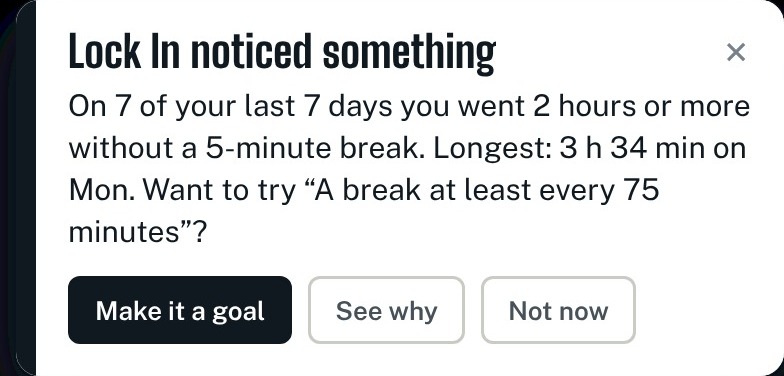 Lock In noticed something
On 7 of your last 7 days you went 2 hours or more
without a 5-minute break. Longest: 3 h 34 min on
Mon. Want to try “A break at least every 75
minutes”?
Make it a goal
See why
Not now